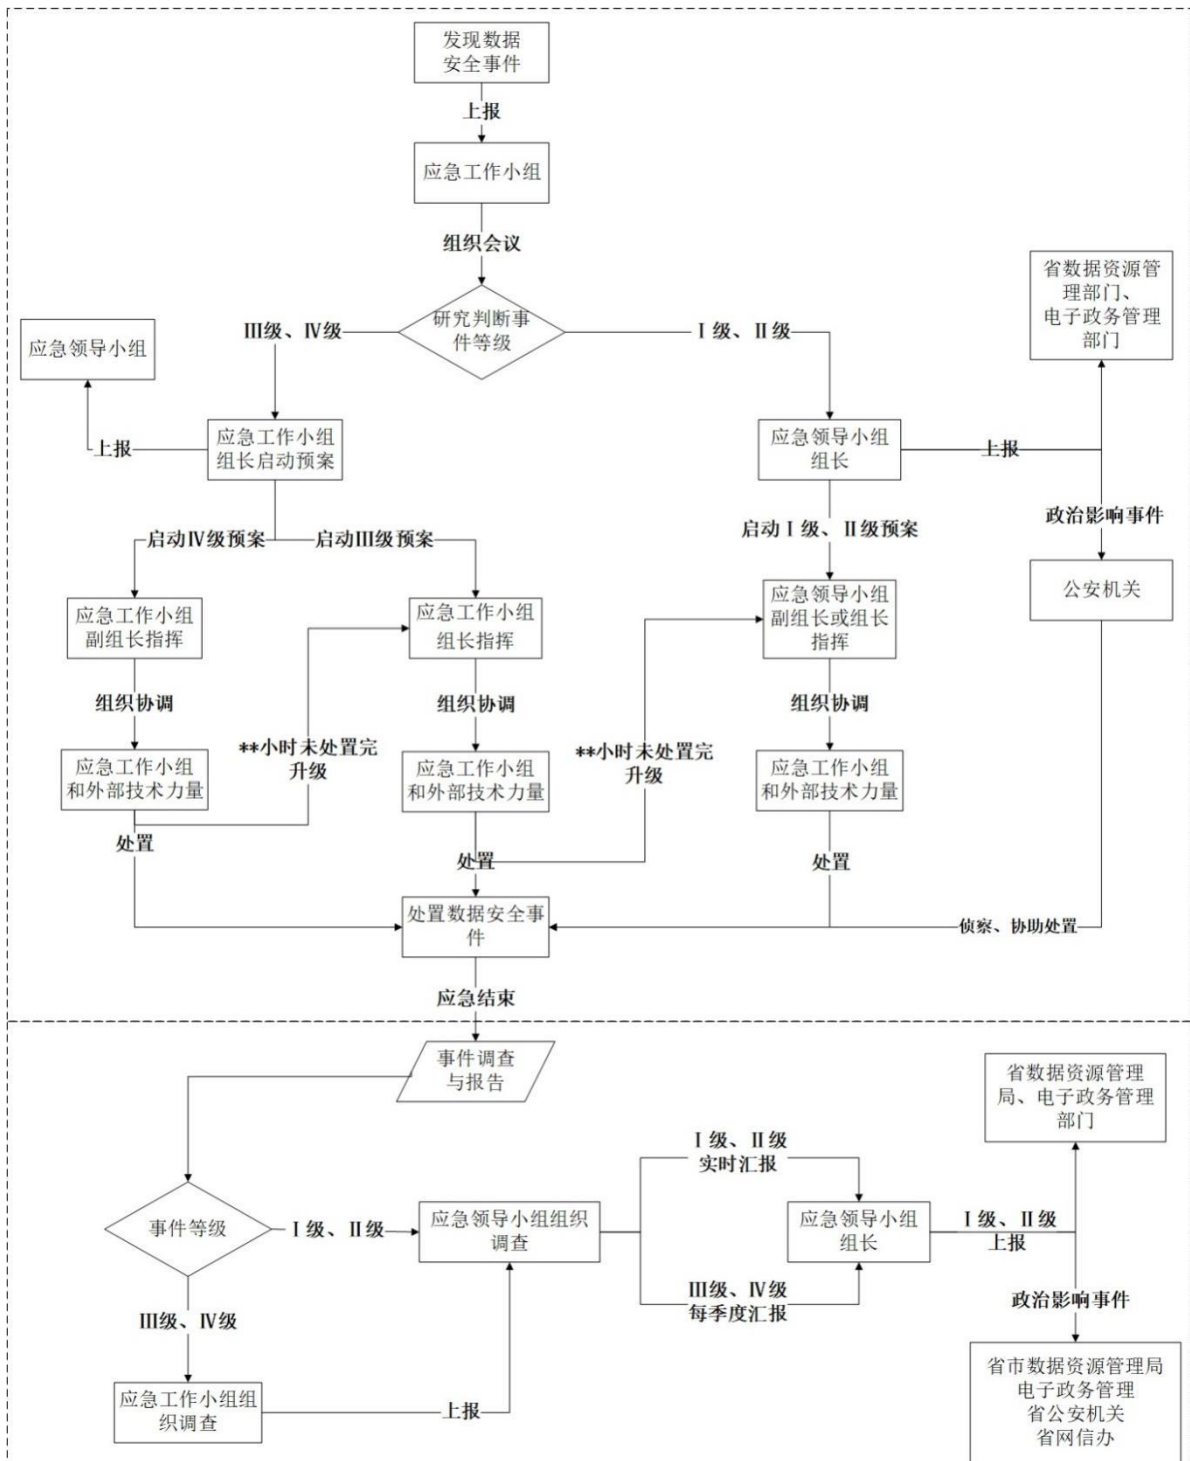 发现数据
安全事件
上报
应急工作小组
组织会议
研究判断事
件等级
III级、IV级
Ⅰ级、Ⅱ级
省数据资源管
理部门、
电子政务管理
部门
应急领导小组
上报
应急工作小组
组长启动预案
应急领导小组
组长
上报
政治影响事件
公安机关
启动IV级预案
启动III级预案
启动Ⅰ级、Ⅱ级预案
应急工作小组
副组长指挥
应急工作小组
组长指挥
应急领导小组
副组长或组长
指挥
组织协调
组织协调
组织协调
**小时未处置完
升级
**小时未处置完
升级
应急工作小组
和外部技术力量
应急工作小组
和外部技术力量
应急工作小组
和外部技术力量
处置
处置
处置
处置数据安全事
件
侦察、协助处置
应急结束
事件调查
与报告
省数据资源管理
局、电子政务管理
部门
Ⅰ级、Ⅱ级
实时汇报
事件等级
Ⅰ级、Ⅱ级
应急领导小组组织
调查
应急领导小组
组长
Ⅰ级、Ⅱ级
上报
III级、IV级
每季度汇报
政治影响事件
III级、IV级
应急工作小组组
织调查
上报
省市数据资源管理局
电子政务管理
省公安机关
省网信办